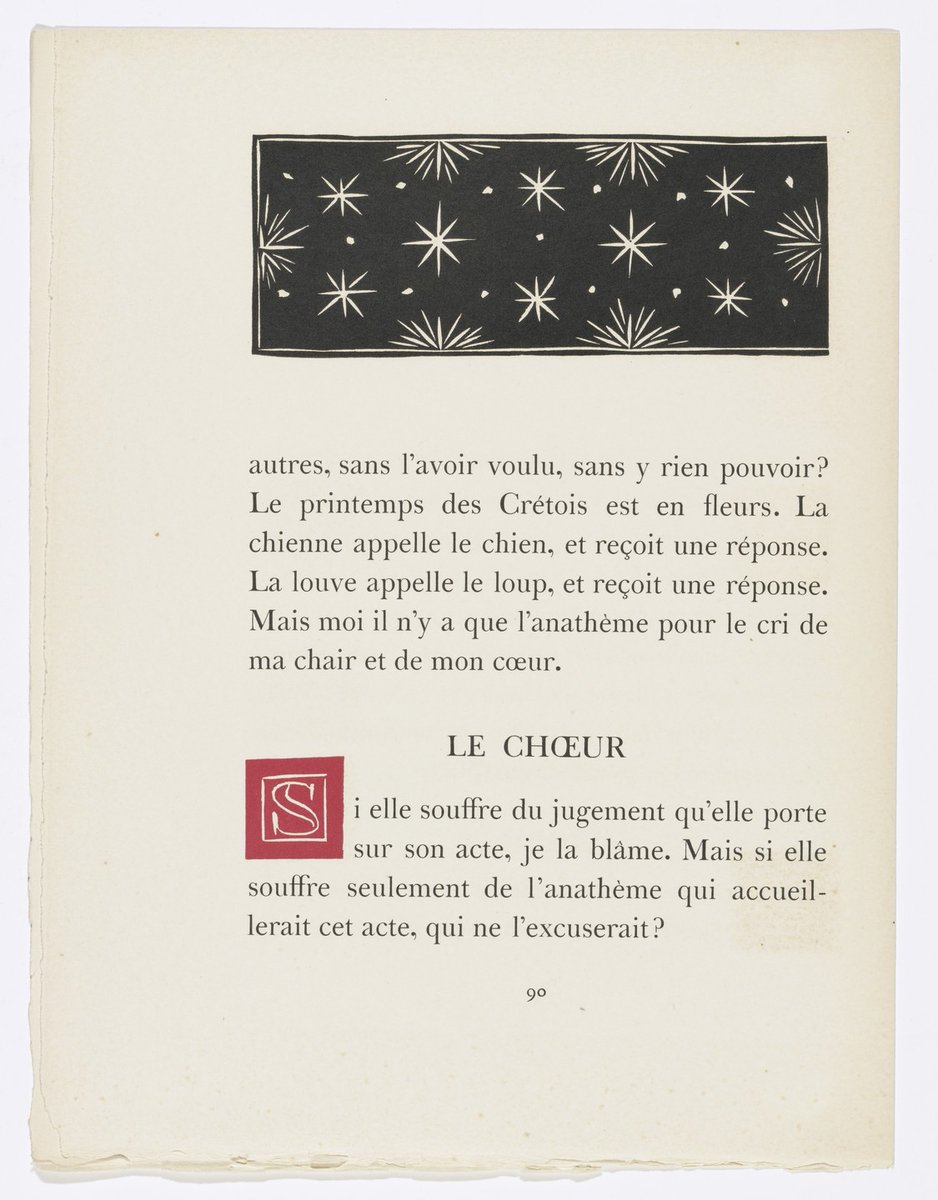 autres, sans l'avoir voulu, sans y rien pouvoir?
Le printemps des Crétois est en fleurs. La
chienne appelle le chien, et reçoit une réponse.
La louve appelle le loup, et reçoit une réponse.
Mais moi il n'y a que l'anathème pour le cri de
ma chair et de mon cœur.
LE CHŒUR
Si elle souffre du jugement qu'elle porte
sur son acte, je la blâme. Mais si elle
souffre seulement de l'anathème qui accueil-
lerait cet acte, qui ne l'excuserait?
90